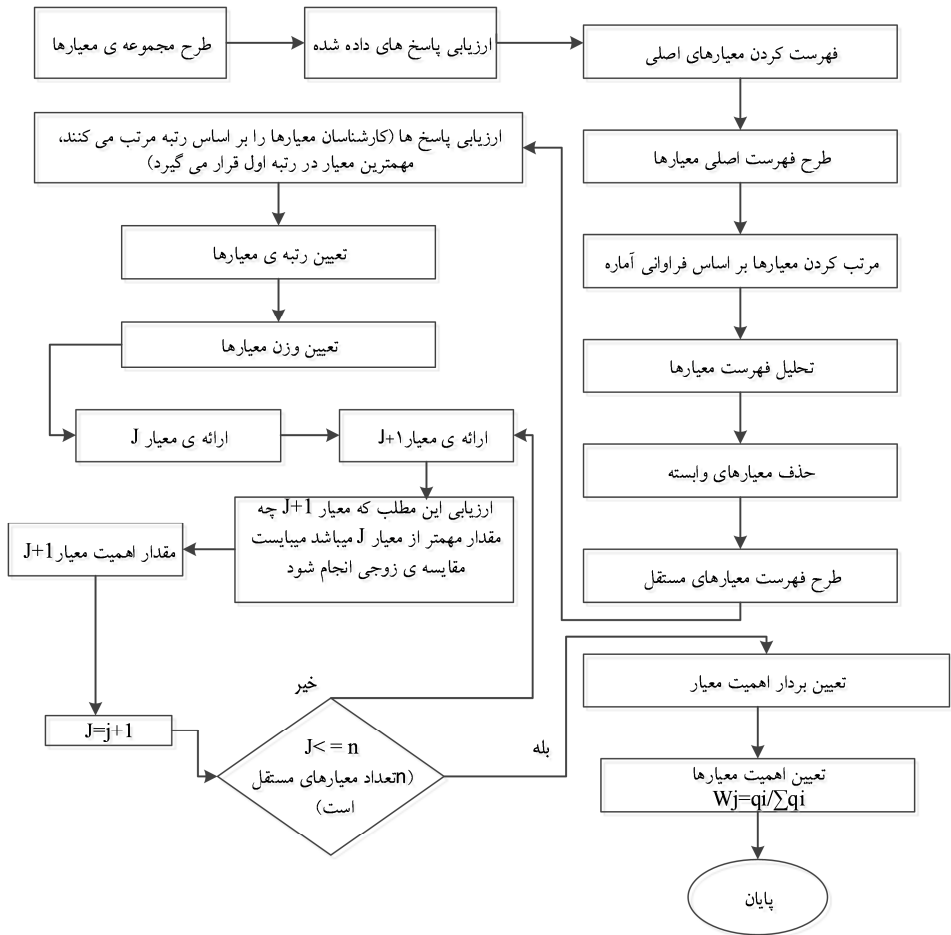 طرح مجموعه ی معیارها
ارزیابی پاسخ های داده شده
فهرست کردن معیارهای اصلی
طرح فهرست اصلی معیارها
مرتب کردن معیارها بر اساس فراوانی آماره
تحلیل فهرست معیارها
حذف معیارهای وابسته
طرح فهرست معیارهای مستقل
ارزیابی پاسخ ها (کارشناسان معیارها را بر اساس رتبه مرتب می کنند،
مهمترین معیار در رتبه اول قرار می گیرد)
تعیین رتبه ی معیارها
تعیین وزن معیارها
ارائه ی معیار J
ارائه ی معیار J+۱
ارزیابی این مطلب که معیار J+1 چه
مقدار مهمتر از معیار J میباشد میبایست
مقایسه ی زوجی انجام شود
مقدار اهمیت معیار J+1
J=j+1
J< = n
(nتعداد معیارهای مستقل
است)
خیر
بله
تعیین بردار اهمیت معیار
تعیین اهمیت معیارها
Wj=qi/∑qi
پایان